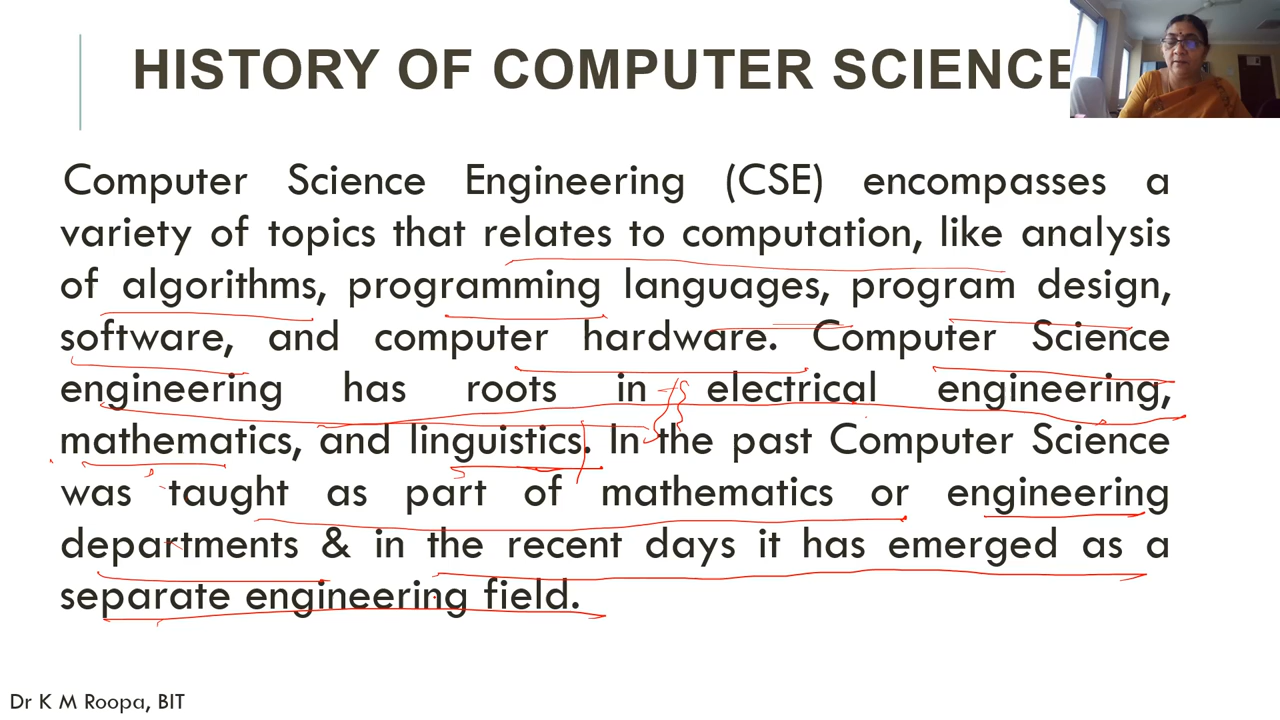 HISTORY OF COMPUTER SCIENCE
Computer Science Engineering (CSE) encompasses a
variety of topics that relates to computation, like analysis
of algorithms, programming languages, program design,
software, and computer hardware. Computer Science
engineering has roots in electrical engineering,
mathematics, and linguistics. In the past Computer Science
was taught as part of mathematics or engineering
departments & in the recent days it has emerged as a
separate engineering field.
Dr K M Roopa, BIT